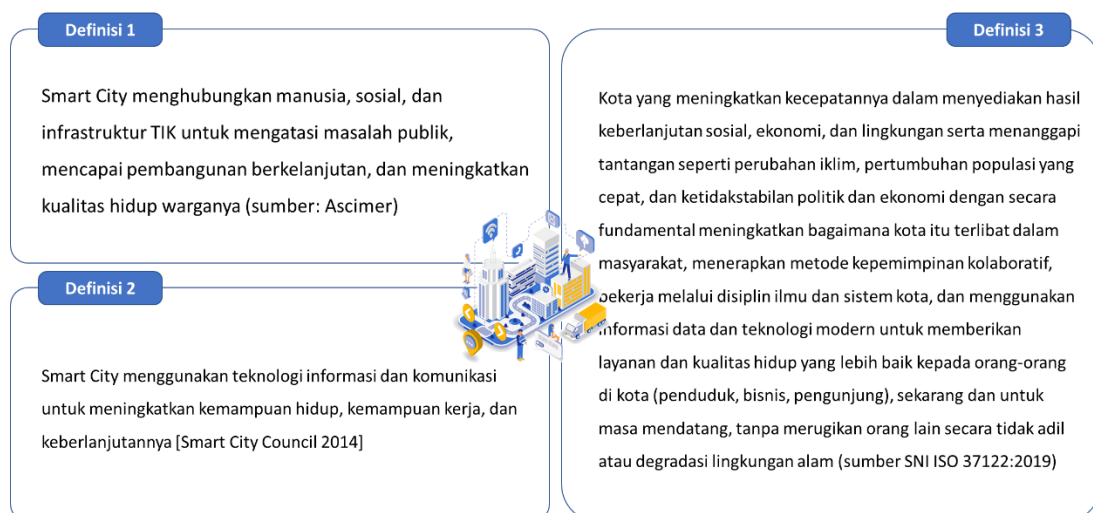 Definisi 1
Smart City menghubungkan manusia, sosial, dan
infrastruktur TIK untuk mengatasi masalah publik,
mencapai pembangunan berkelanjutan, dan meningkatkan
kualitas hidup warganya (sumber: Ascimer)
Definisi 2
Smart City menggunakan teknologi informasi dan komunikasi
untuk meningkatkan kemampuan hidup, kemampuan kerja, dan
keberlanjutannya [Smart City Council 2014]
Definisi 3
Kota yang meningkatkan kecepatannya dalam menyediakan hasil
keberlanjutan sosial, ekonomi, dan lingkungan serta menanggapi
tantangan seperti perubahan iklim, pertumbuhan populasi yang
cepat, dan ketidakstabilan politik dan ekonomi dengan secara
fundamental meningkatkan bagaimana kota itu terlibat dalam
masyarakat, menerapkan metode kepemimpinan kolaboratif,
bekerja melalui disiplin ilmu dan sistem kota, dan menggunakan
informasi data dan teknologi modern untuk memberikan
layanan dan kualitas hidup yang lebih baik kepada orang-orang
di kota (penduduk, bisnis, pengunjung), sekarang dan untuk
masa mendatang, tanpa merugikan orang lain secara tidak adil
atau degradasi lingkungan alam (sumber SNI ISO 37122:2019)